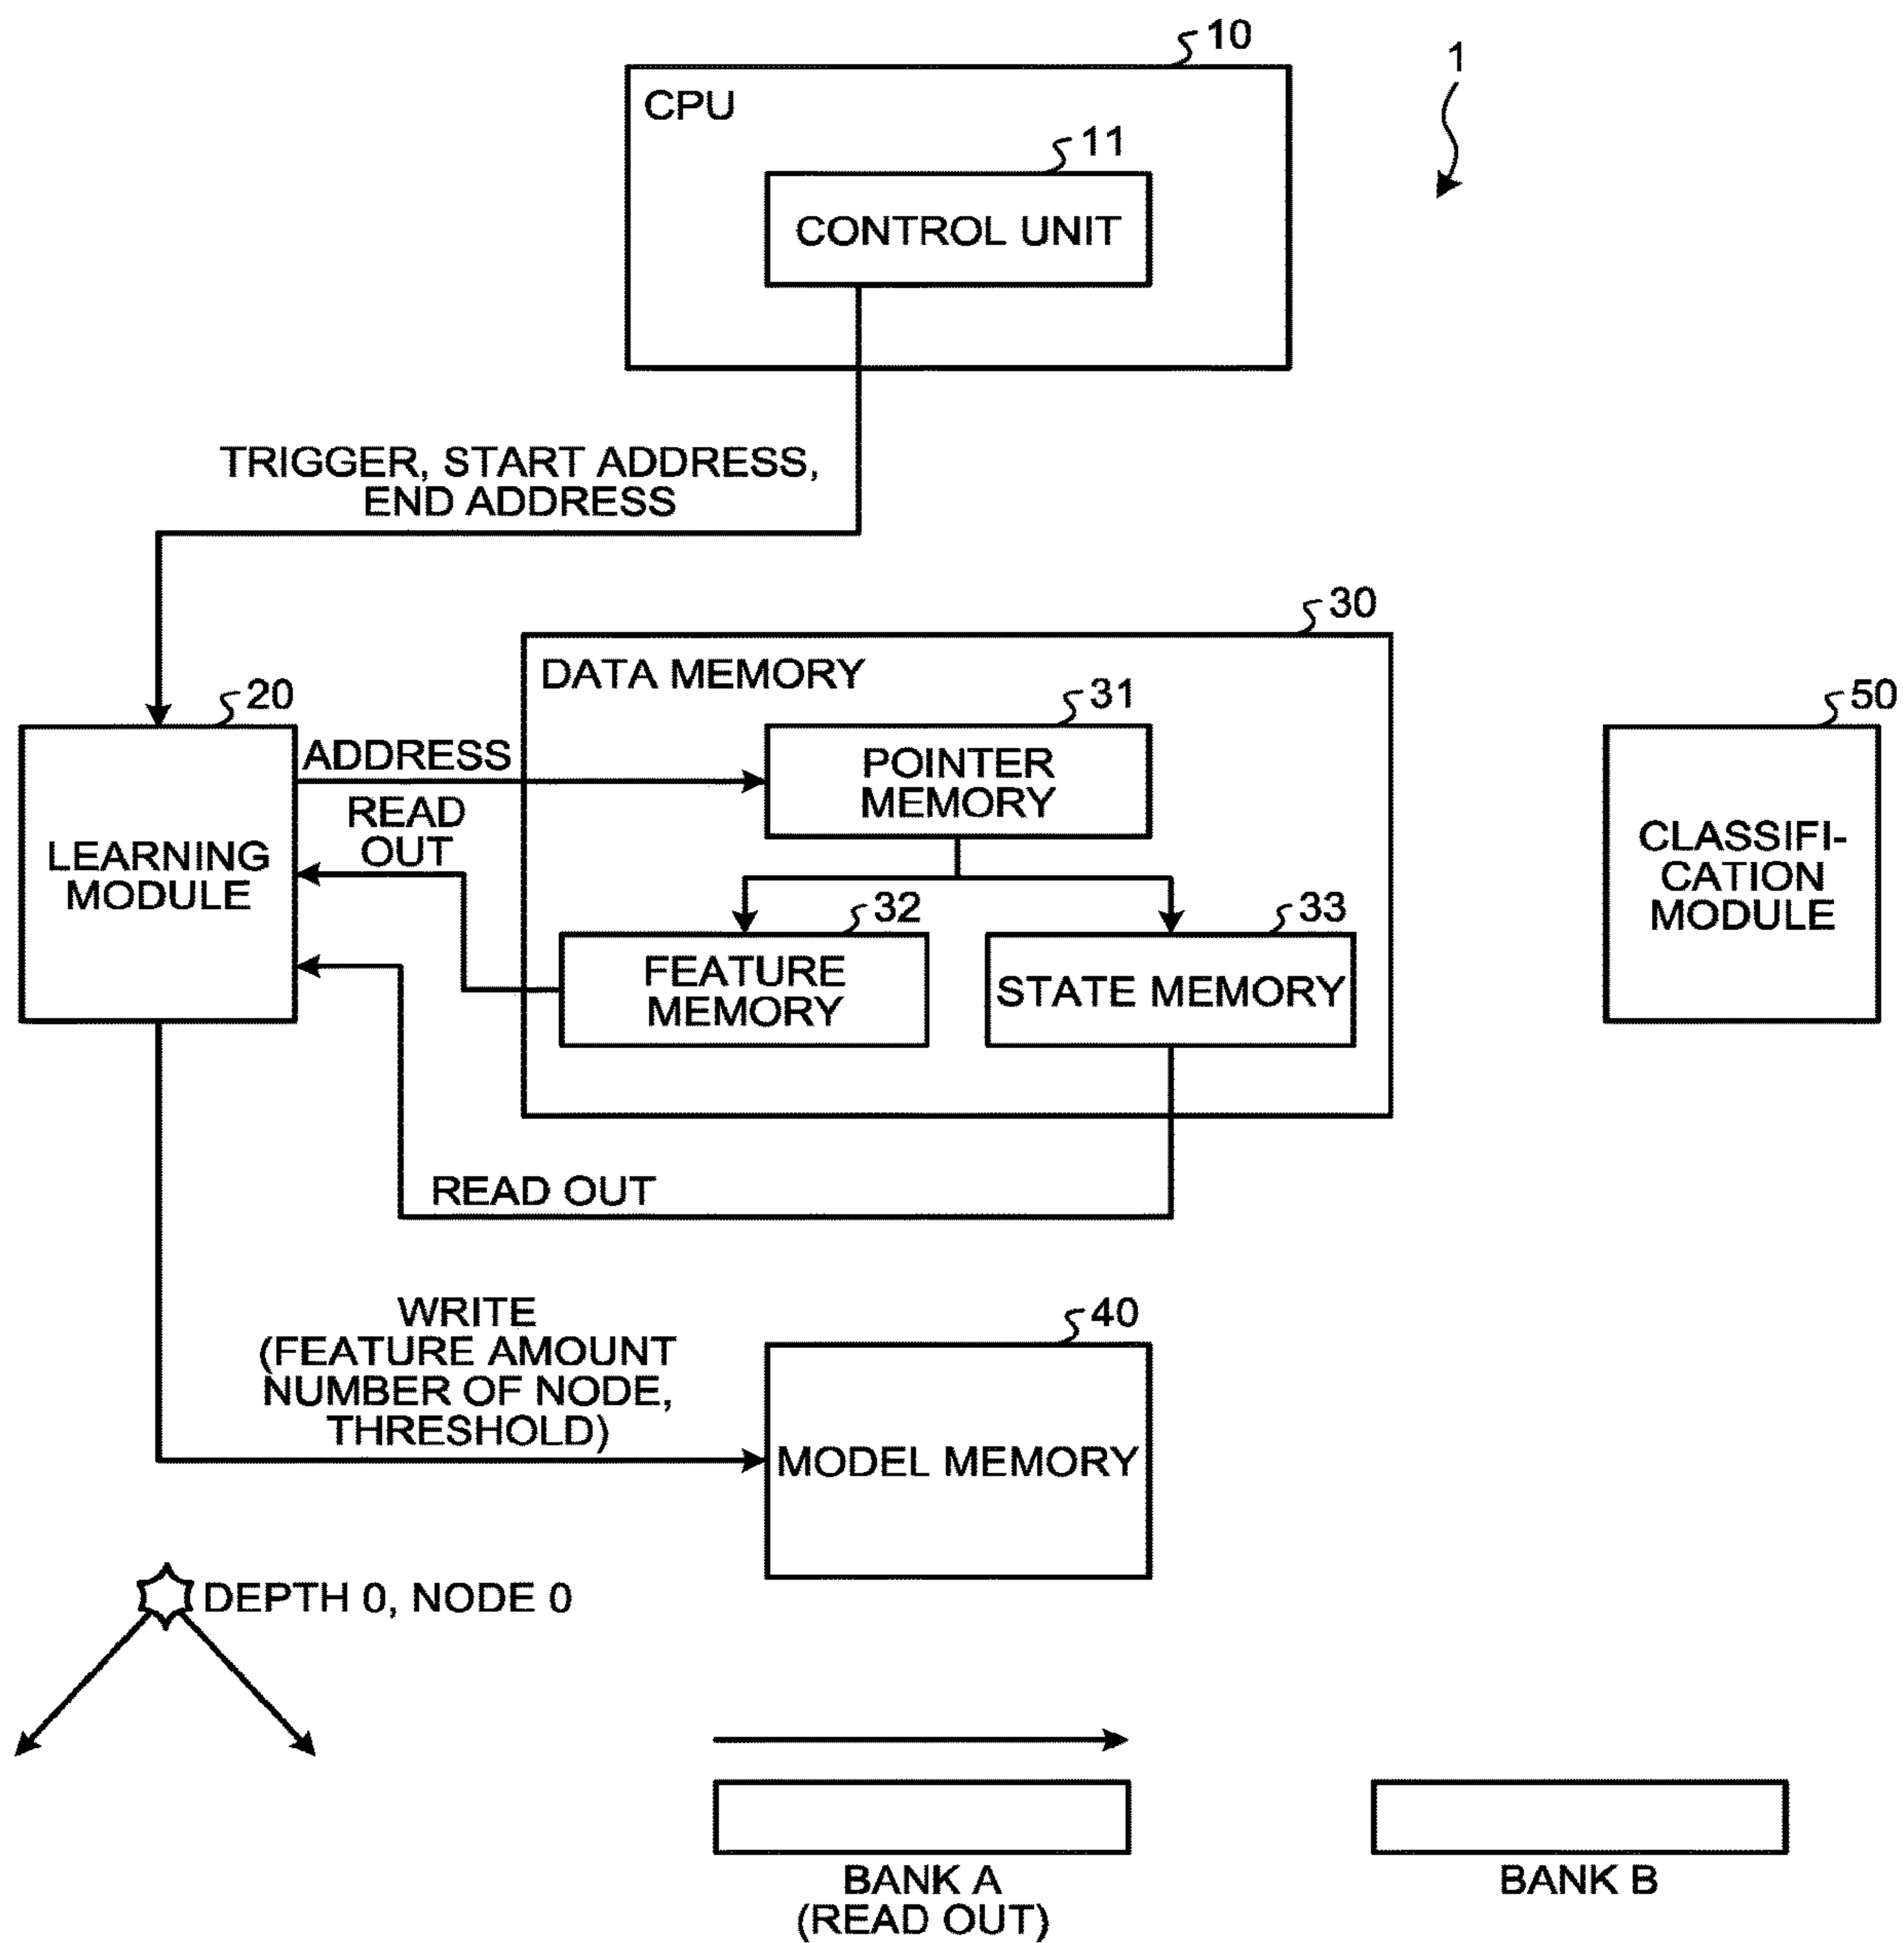 10
1
CPU
11
CONTROL UNIT
TRIGGER, START ADDRESS,
END ADDRESS
30
DATA MEMORY
20
31
50
ADDRESS
POINTER
MEMORY
READ
OUT
LEARNING
MODULE
CLASSIFI-
CATION
MODULE
32
33
FEATURE
MEMORY
STATE MEMORY
READ OUT
WRITE
(FEATURE AMOUNT
NUMBER OF NODE,
THRESHOLD)
40
MODEL MEMORY
DEPTH 0, NODE 0
BANK A
(READ OUT)
BANK B